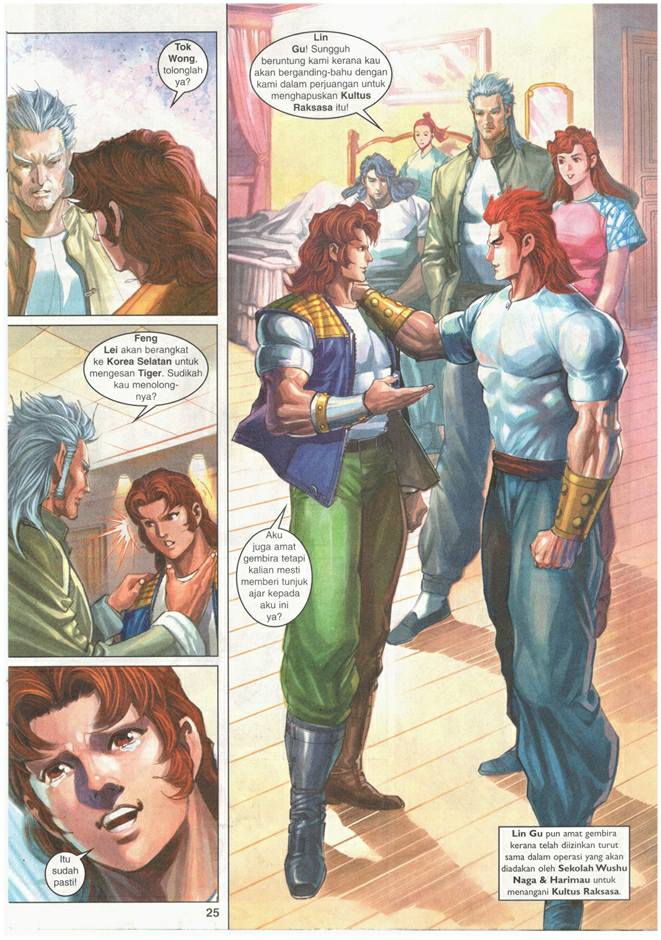 Tok
Wong,
tolonglah
ya?
Feng
Lei akan berangkat
ke Korea Selatan untuk
mengesan Tiger. Sudikah
kau menolong-
nya?
Itu
sudah
pasti!
Lin
Gu! Sungguh
beruntung kami kerana kau
akan berganding-bahu dengan
kami dalam perjuangan untuk
menghapuskan Kultus
Raksasa itu!
Aku
juga amat
gembira tetapi
kalian mesti
memberi tunjuk
ajar kepada
aku ini
ya?
Lin Gu pun amat gembira
kerana telah diizinkan turut
sama dalam operasi yang akan
diadakan oleh Sekolah Wushu
Naga & Harimau untuk
menangani Kultus Raksasa.
25